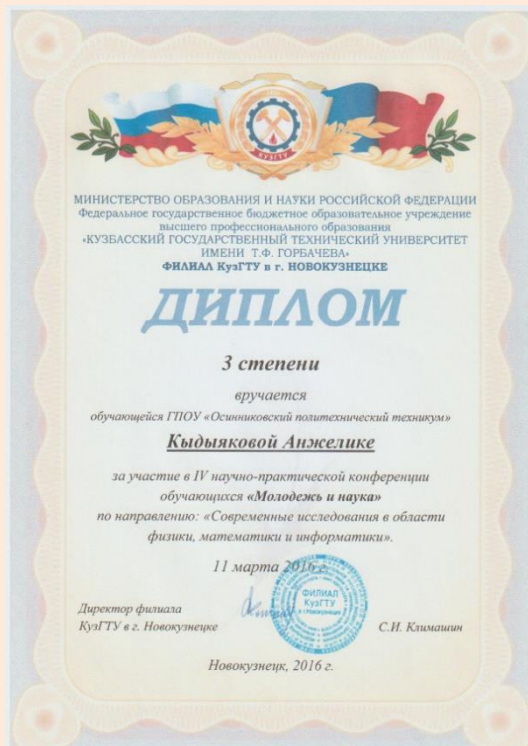 КУЗГТУ
МИНИСТЕРСТВО ОБРАЗОВАНИЯ И НАУКИ РОССИЙСКОЙ ФЕДЕРАЦИИ
Федеральное государственное бюджетное образовательное учреждение
высшего профессионального образования
«КУЗБАССКИЙ ГОСУДАРСТВЕННЫЙ ТЕХНИЧЕСКИЙ УНИВЕРСИТЕТ
ИМЕНИ Т.Ф. ГОРБАЧЕВА»
ФИЛИАЛ КузГТУ в г. НОВОКУЗНЕЦКЕ
ДИПЛОМ
3 степени
вручается
обучающейся ГПОУ «Осинниковский политехнический техникум»
Кыдыяковой Анжелике
за участие в IV научно-практической конференции
обучающихся «Молодежь и наука»
по направлению: «Современные исследования в области
физики, математики и информатики».
11 марта 2016 г.
ФИЛИАЛ
КузГТУ
в г.Новокузнецке
Директор филиала
КузГТУ в г. Новокузнецке
С.И. Климашин
Новокузнецк, 2016 г.